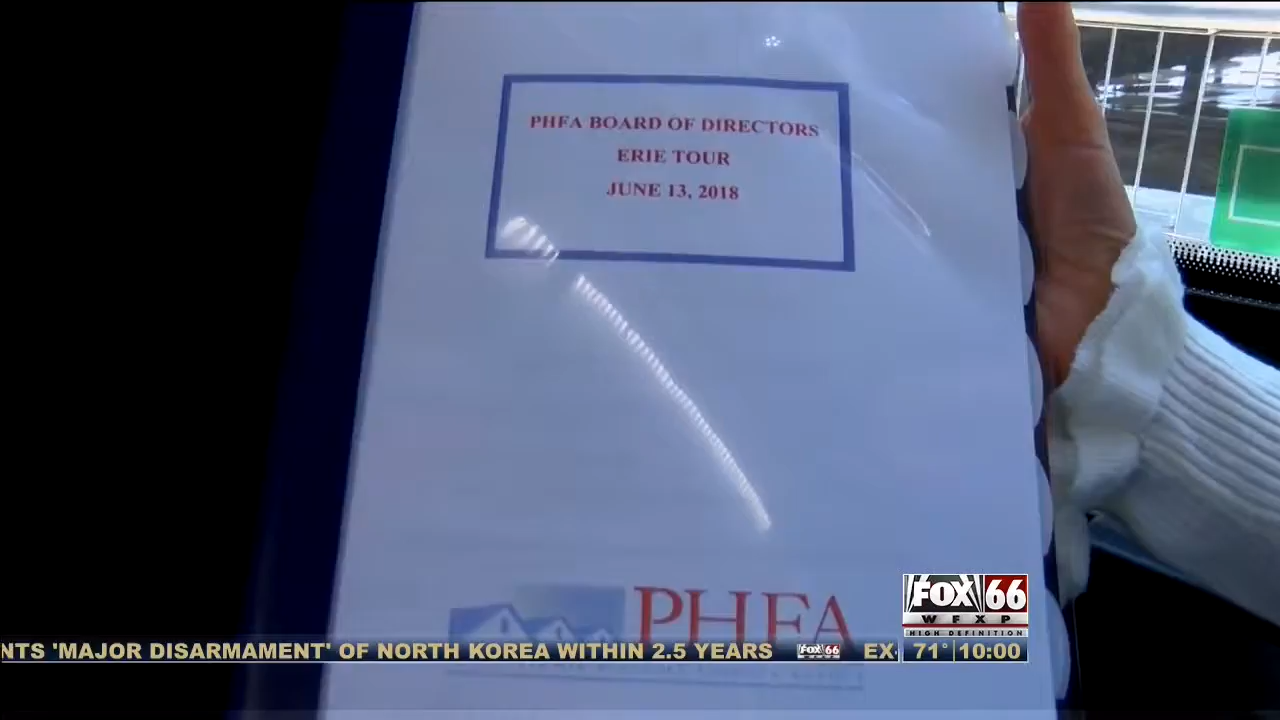 PHFA BOARD OF DIRECTORS
ERIE TOUR
JUNE 13, 2018
PHFA
FOX 66
WFXP
HIGH DEFINITION
NTS 'MAJOR DISARMAMENT' OF NORTH KOREA WITHIN 2.5 YEARS FOX 66 EX
71° 10:00